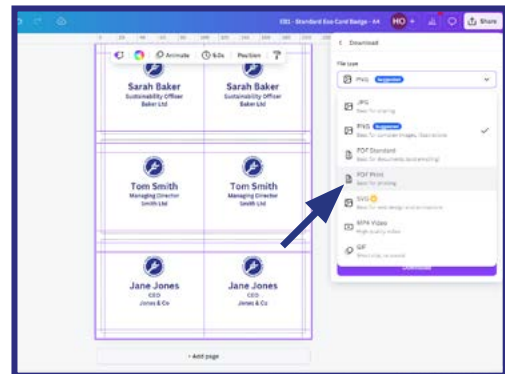 EB1 - Standard Eco Card Badge - A4
HO
+
Share
Animate
5.0s
Position
Download
File type
PNG Suggested
JPG
Best for sharing
PNG Suggested
Best for complex images, illustrations
PDF Standard
Best for documents (and emailing)
PDF Print
Best for printing
SVG
Best for web design and animations
MP4 Video
High quality video
GIF
Short clip, no sound
Download
Sarah Baker
Sustainability Officer
Baker Ltd
Sarah Baker
Sustainability Officer
Baker Ltd
Tom Smith
Managing Director
Smith Ltd
Tom Smith
Managing Director
Smith Ltd
Jane Jones
CEO
Jones & Co
Jane Jones
CEO
Jones & Co
+ Add page